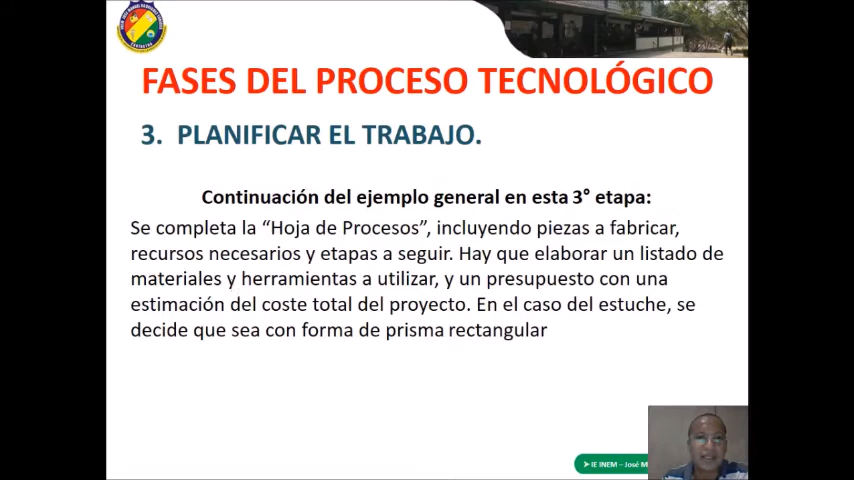 FASES DEL PROCESO TECNOLÓGICO
3. PLANIFICAR EL TRABAJO.
Continuación del ejemplo general en esta 3° etapa:
Se completa la “Hoja de Procesos”, incluyendo piezas a fabricar,
recursos necesarios y etapas a seguir. Hay que elaborar un listado de
materiales y herramientas a utilizar, y un presupuesto con una
estimación del coste total del proyecto. En el caso del estuche, se
decide que sea con forma de prisma rectangular
➤ IE INEM – José M